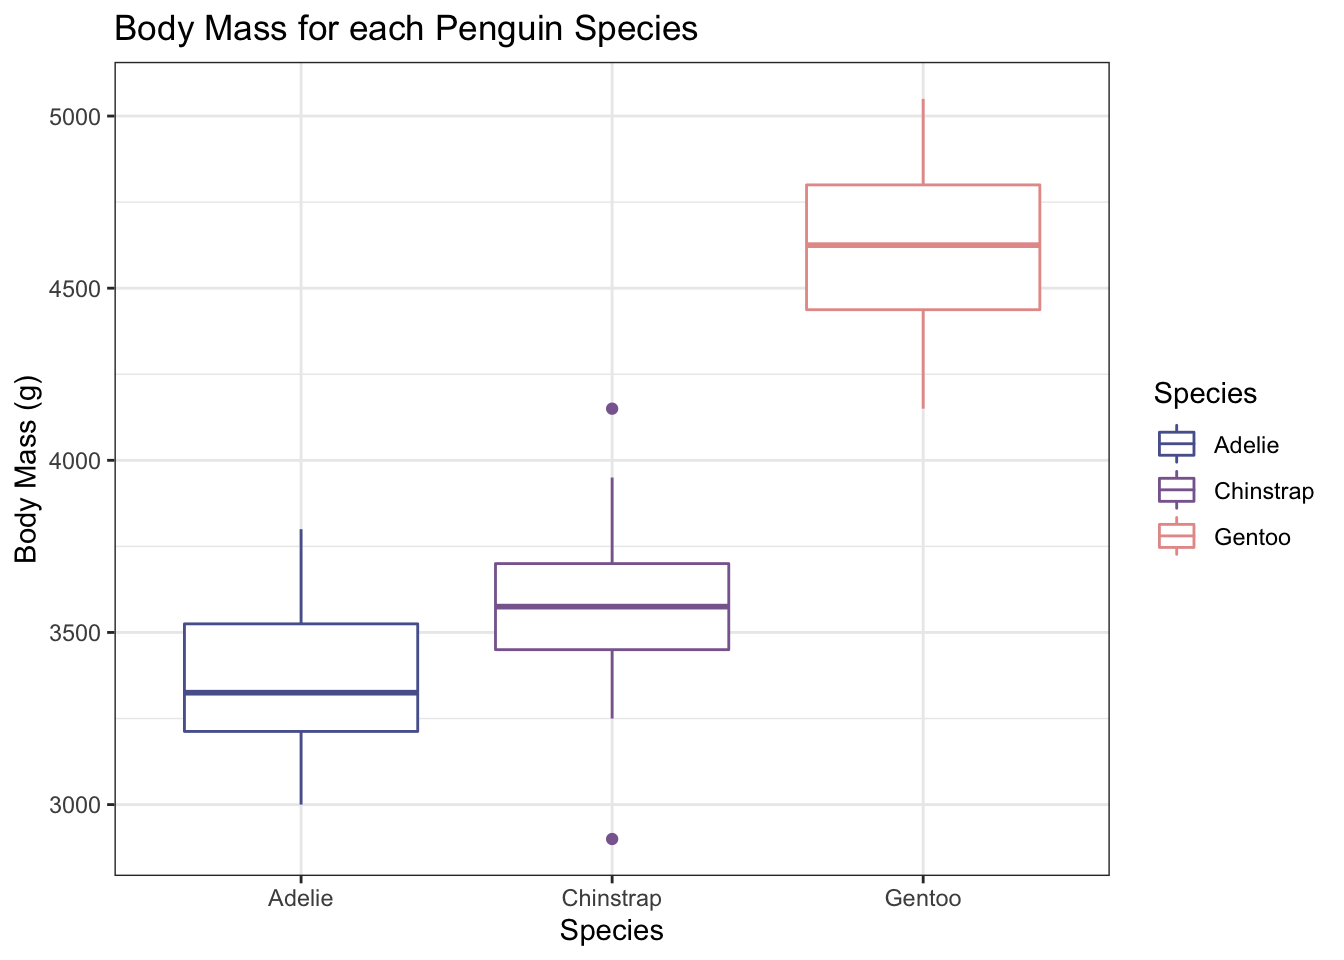 Body Mass for each Penguin Species
Body Mass (g)
5000
4500
4000
3500
3000
Adelie
Chinstrap
Gentoo
Species
Species
Adelie
Chinstrap
Gentoo